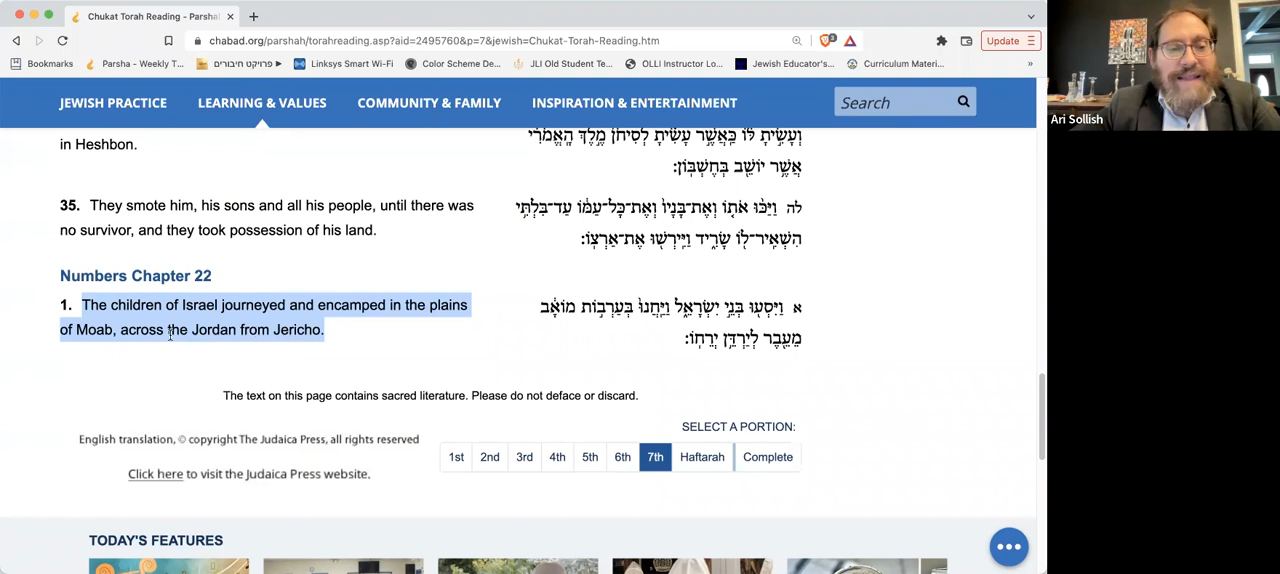 Chukat Torah Reading - Parsha
chabad.org/parshah/torahreading.asp?aid=2495760&p=7&jewish=Chukat-Torah-Reading.htm
3
Update
Bookmarks
Parsha - Weekly T...
פרויקט חיבורים
Linksys Smart Wi-Fi
Color Scheme De...
JLI Old Student Te...
OLLI Instructor Lo...
Jewish Educator's...
Curriculum Materi...
»
JEWISH PRACTICE
LEARNING & VALUES
COMMUNITY & FAMILY
INSPIRATION & ENTERTAINMENT
Search
Ari Sollish
in Heshbon.
וְעָשִׂ֣יתָ לּ֔וֹ כַּֽאֲשֶׁ֣ר עָשִׂ֗יתָ לְסִיחֹן֙ מֶ֣לֶךְ הָֽאֱמֹרִ֔י
אֲשֶׁ֥ר יוֹשֵׁ֖ב בְּחֶשְׁבּֽוֹן:
35. They smote him, his sons and all his people, until there was
no survivor, and they took possession of his land.
לה וַיַּכּ֨וּ אֹת֤וֹ וְאֶת־בָּנָיו֙ וְאֶת־כָּל־עַמּ֔וֹ עַד־בִּלְתִּ֥י
הִשְׁאִֽיר־ל֖וֹ שָׂרִ֑יד וַיִּֽירְשׁ֖וּ אֶת־אַרְצֽוֹ:
Numbers Chapter 22
1. The children of Israel journeyed and encamped in the plains
of Moab, across the Jordan from Jericho.
א וַיִּסְע֖וּ בְּנֵ֣י יִשְׂרָאֵ֑ל וַֽיַּחֲנוּ֙ בְּעַרְב֣וֹת מוֹאָ֔ב
מֵעֵ֖בֶר לְיַרְדֵּ֥ן יְרֵחֽוֹ:
The text on this page contains sacred literature. Please do not deface or discard.
SELECT A PORTION:
English translation, © copyright The Judaica Press, all rights reserved
1st
2nd
3rd
4th
5th
6th
7th
Haftarah
Complete
Click here to visit the Judaica Press website.
TODAY'S FEATURES